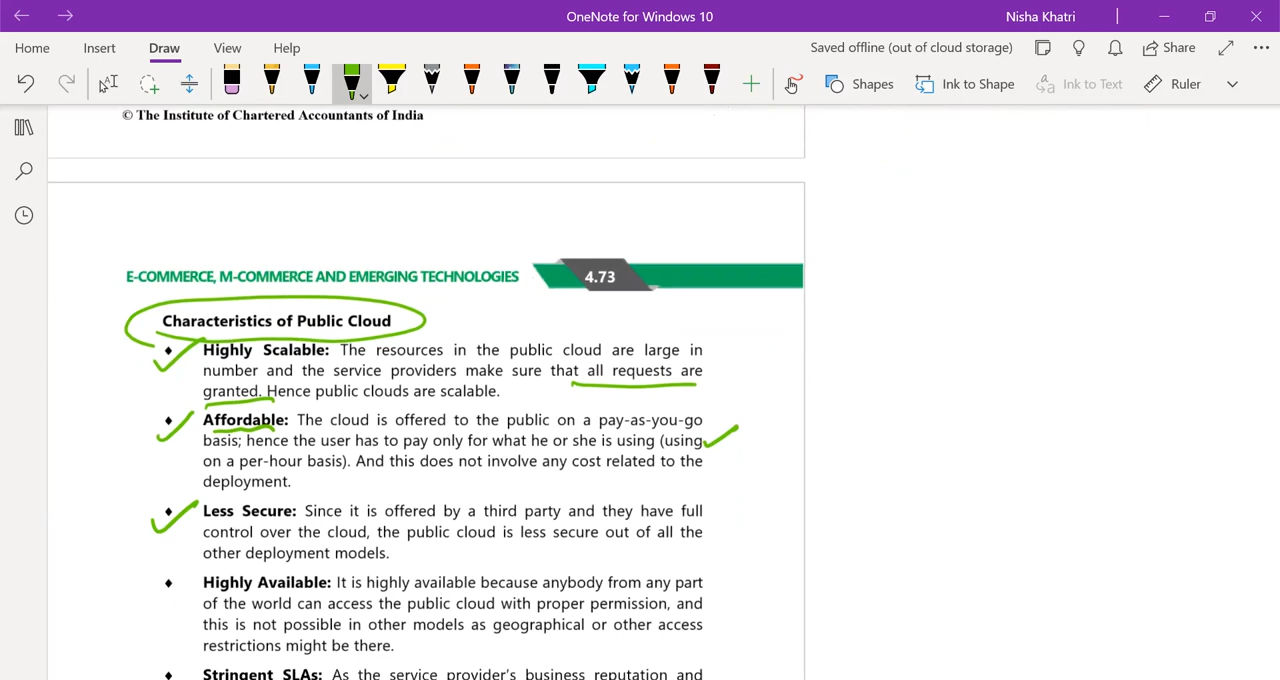 OneNote for Windows 10
Nisha Khatri
Home Insert Draw View Help
Saved offline (out of cloud storage)
Share
Shapes
Ink to Shape
Ink to Text
Ruler
© The Institute of Chartered Accountants of India
E-COMMERCE, M-COMMERCE AND EMERGING TECHNOLOGIES
4.73
Characteristics of Public Cloud
♦ Highly Scalable: The resources in the public cloud are large in
number and the service providers make sure that all requests are
granted. Hence public clouds are scalable.
♦ Affordable: The cloud is offered to the public on a pay-as-you-go
basis; hence the user has to pay only for what he or she is using (using
on a per-hour basis). And this does not involve any cost related to the
deployment.
♦ Less Secure: Since it is offered by a third party and they have full
control over the cloud, the public cloud is less secure out of all the
other deployment models.
♦ Highly Available: It is highly available because anybody from any part
of the world can access the public cloud with proper permission, and
this is not possible in other models as geographical or other access
restrictions might be there.
♦ Stringent SLAs: As the service provider's business reputation and